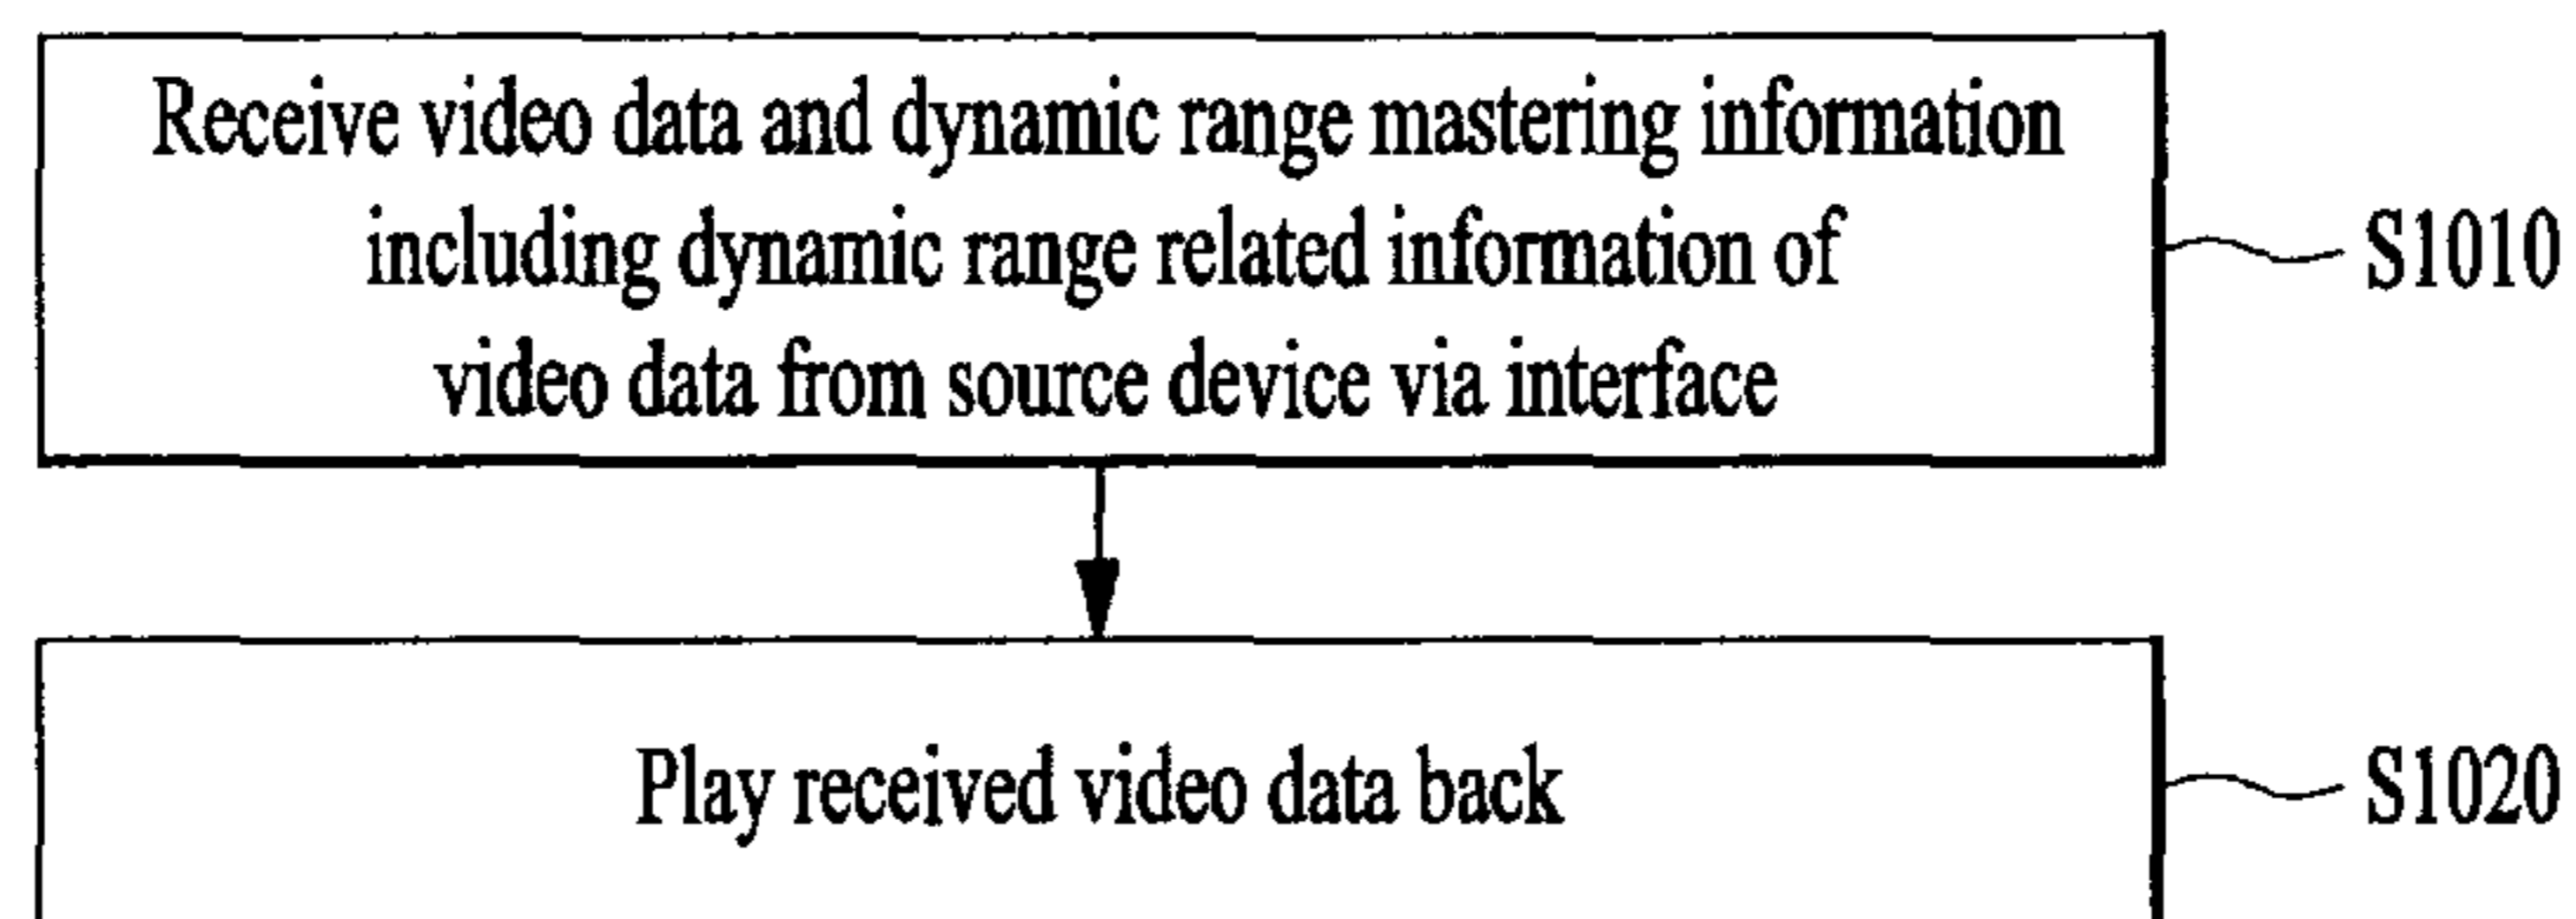 Receive video data and dynamic range mastering information
including dynamic range related information of
video data from source device via interface
S1010
Play received video data back
S1020